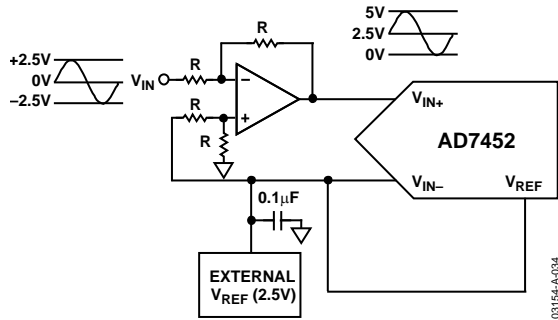 +2.5V
0V
–2.5V
VIN
R
R
R
R
–
+
5V
2.5V
0V
VIN+
AD7452
VIN–
VREF
0.1µF
EXTERNAL
VREF (2.5V)
03154-A-034